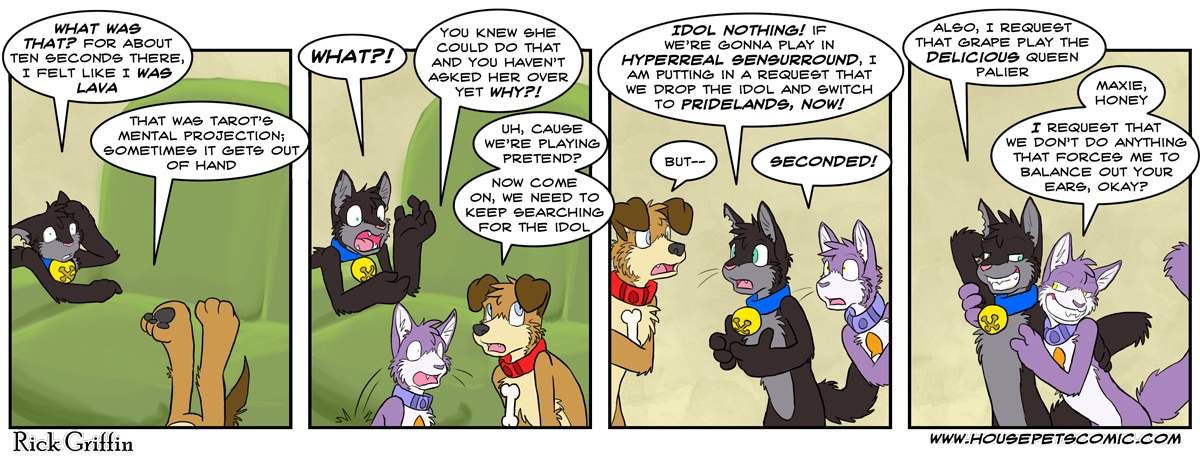 WHAT WAS
THAT? FOR ABOUT
TEN SECONDS THERE,
I FELT LIKE I WAS
LAVA
THAT WAS TAROT'S
MENTAL PROJECTION;
SOMETIMES IT GETS OUT
OF HAND
WHAT?!
YOU KNEW SHE
COULD DO THAT
AND YOU HAVEN'T
ASKED HER OVER
YET WHY?!
UH, CAUSE
WE'RE PLAYING
PRETEND?
NOW COME
ON, WE NEED TO
KEEP SEARCHING
FOR THE IDOL
IDOL NOTHING! IF
WE'RE GONNA PLAY IN
HYPERREAL SENSURROUND, I
AM PUTTING IN A REQUEST THAT
WE DROP THE IDOL AND SWITCH
TO PRIDELANDS, NOW!
BUT--
SECONDED!
ALSO, I REQUEST
THAT GRAPE PLAY THE
DELICIOUS QUEEN
PALIER
MAXIE,
HONEY
I REQUEST THAT
WE DON'T DO ANYTHING
THAT FORCES ME TO
BALANCE OUT YOUR
EARS, OKAY?
Rick Griffin
WWW.HOUSEPETSCOMIC.COM